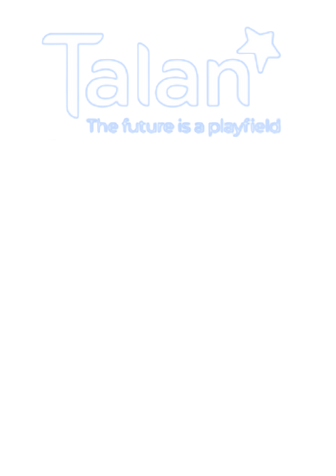 Talan
The future is a playfield